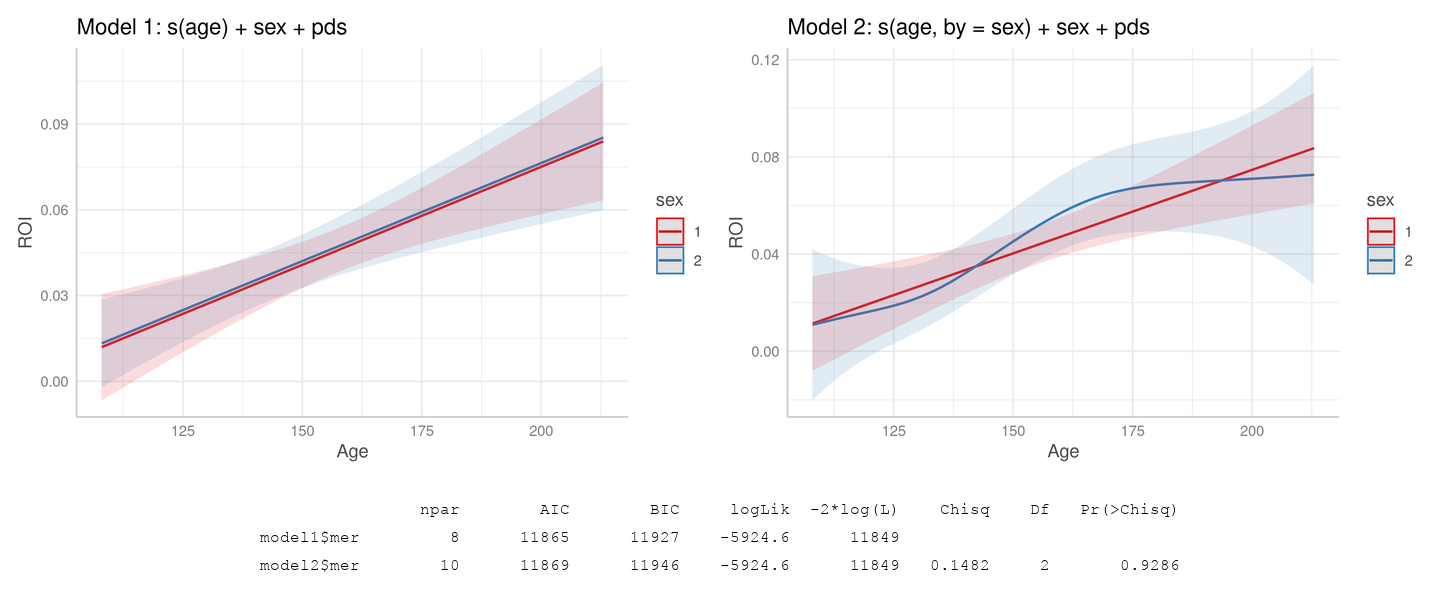 Model 1: s(age) + sex + pds
0.09
0.06
0.03
0.00
ROI
125 150 175 200
Age
sex
1
2
Model 2: s(age, by = sex) + sex + pds
0.12
0.08
0.04
0.00
ROI
125 150 175 200
Age
sex
1
2
npar AIC BIC logLik -2*log(L) Chisq Df Pr(>Chisq)
model1$mer 8 11865 11927 -5924.6 11849
model2$mer 10 11869 11946 -5924.6 11849 0.1482 2 0.9286